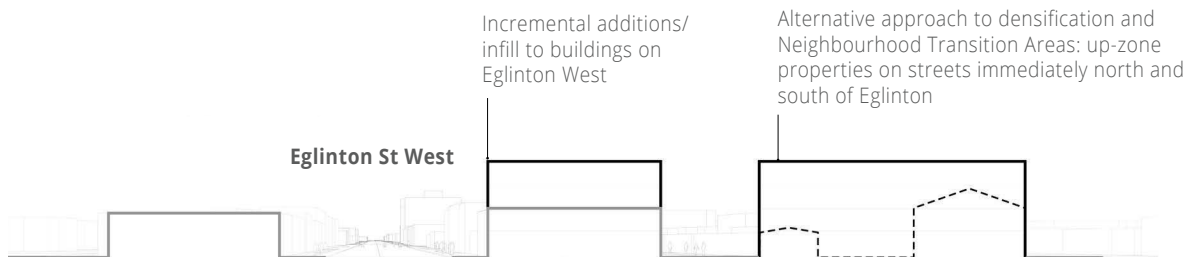 Incremental additions/
infill to buildings on
Eglinton West
Alternative approach to densification and
Neighbourhood Transition Areas: up-zone
properties on streets immediately north and
south of Eglinton
Eglinton St West